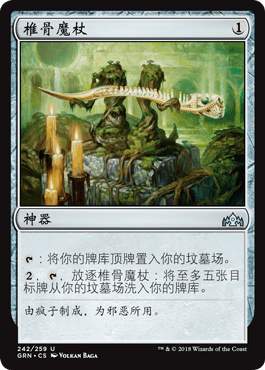 椎骨魔杖 1
神器
：将你的牌库顶牌置入你的坟墓场。
2，，放逐椎骨魔杖：将至多五张目
标牌从你的坟墓场洗入你的牌库。
由疯子制成，为邪恶所用。
242/259 U
GRN • CS VOLKAN BAGA
™ & © 2018 Wizards of the Coast